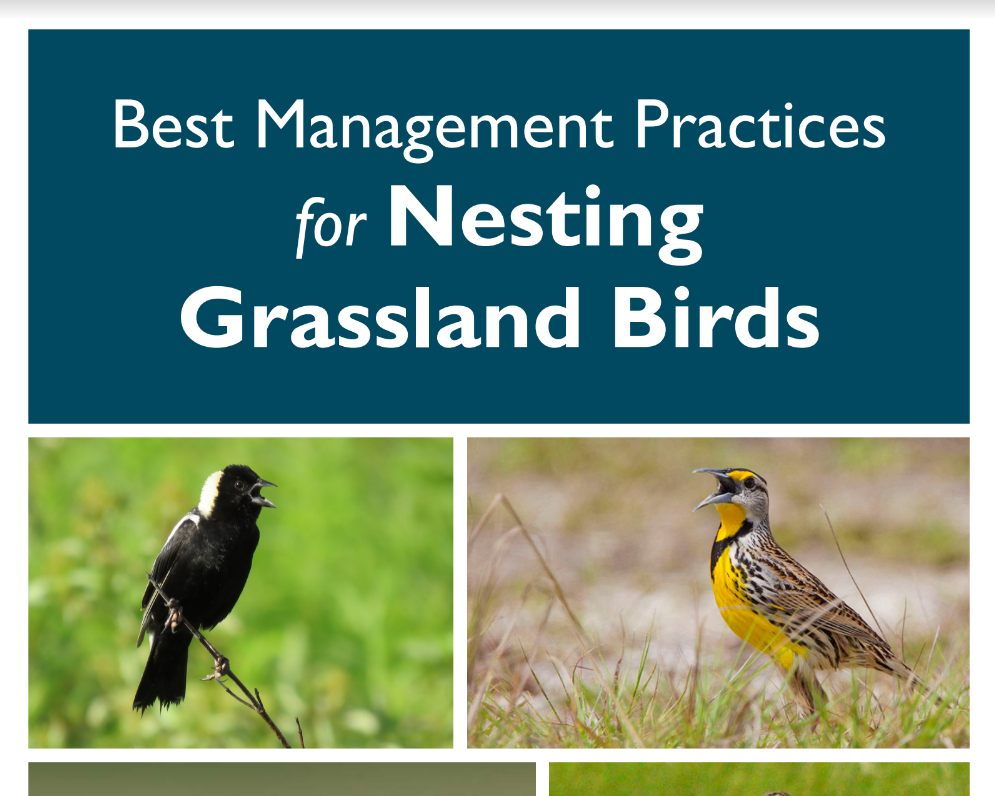 Best Management Practices
for Nesting
Grassland Birds